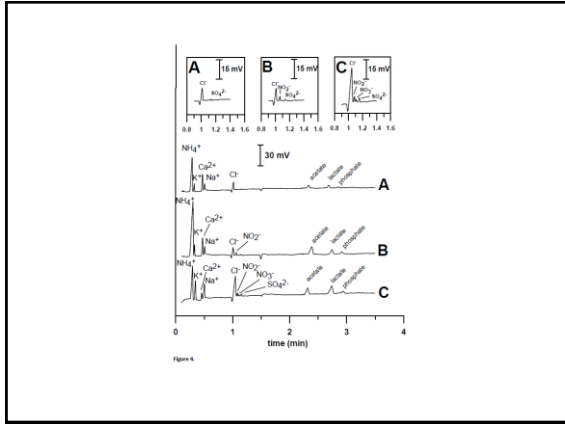 A 15 mV
Cl⁻
SO₄²⁻
0.8 1 1.2 1.4 1.6
B 15 mV
Cl⁻
NO₃⁻
SO₄²⁻
0.8 1 1.2 1.4 1.6
C 15 mV
Cl⁻
NO₂⁻
NO₃⁻
SO₄²⁻
0.8 1 1.2 1.4 1.6
30 mV
NH₄⁺
K⁺
Ca²⁺
Na⁺
Cl⁻
acetate
lactate
phosphate
A
NH₄⁺
K⁺
Ca²⁺
Na⁺
Cl⁻
NO₂⁻
acetate
lactate
phosphate
B
NH₄⁺
K⁺
Ca²⁺
Na⁺
Cl⁻
NO₂⁻
NO₃⁻
SO₄²⁻
acetate
lactate
phosphate
C
0 1 2 3 4
time (min)
Figure 4.